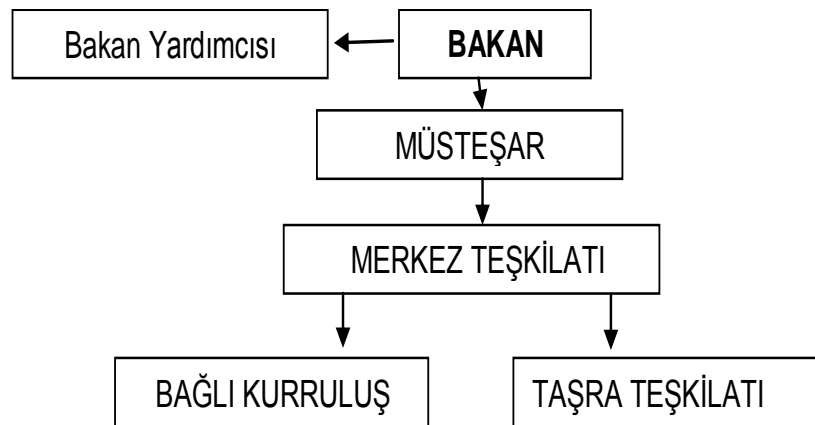 Bakan Yardımcısı
BAKAN
MÜSTEŞAR
MERKEZ TEŞKİLATI
BAĞLI KURRULUŞ
TAŞRA TEŞKİLATI